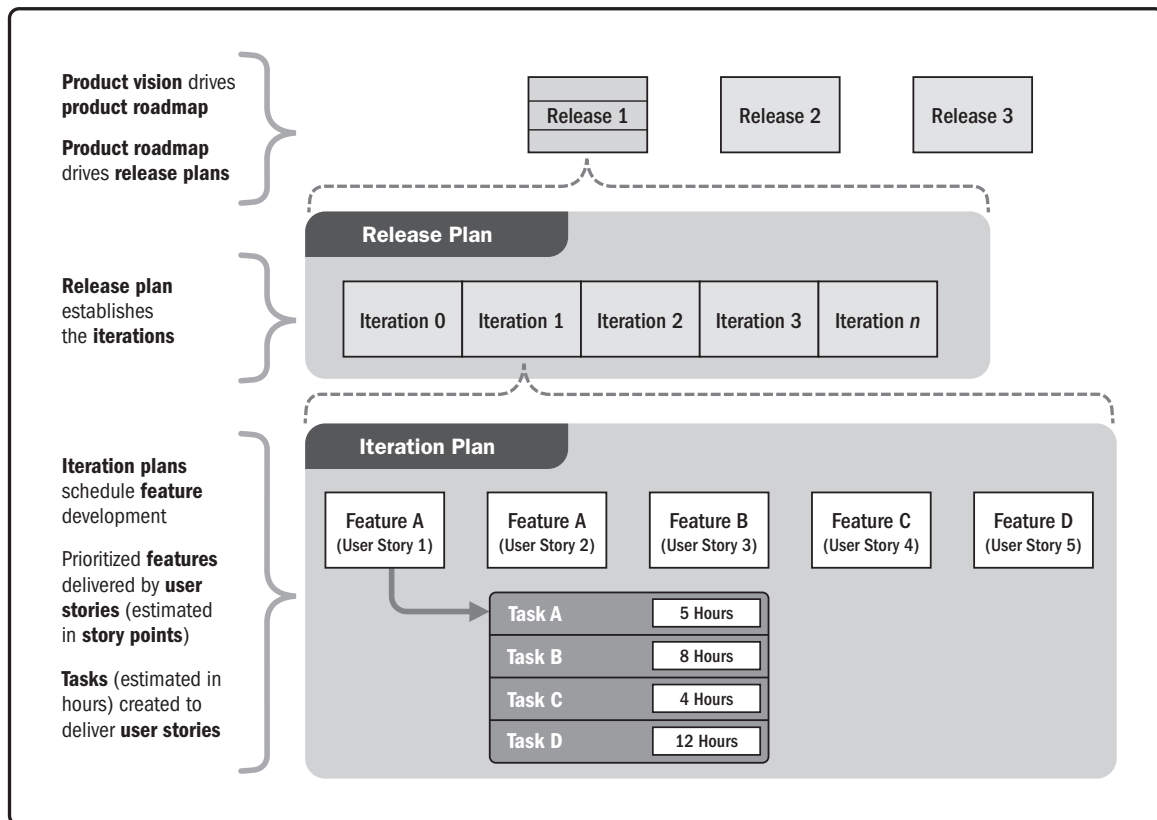 Product vision drives
product roadmap
Product roadmap
drives release plans
Release 1
Release 2
Release 3
Release Plan
Release plan
establishes
the iterations
Iteration 0
Iteration 1
Iteration 2
Iteration 3
Iteration n
Iteration Plan
Iteration plans
schedule feature
development
Prioritized features
delivered by user
stories (estimated
in story points)
Tasks (estimated in
hours) created to
deliver user stories
Feature A
(User Story 1)
Feature A
(User Story 2)
Feature B
(User Story 3)
Feature C
(User Story 4)
Feature D
(User Story 5)
Task A
5 Hours
Task B
8 Hours
Task C
4 Hours
Task D
12 Hours